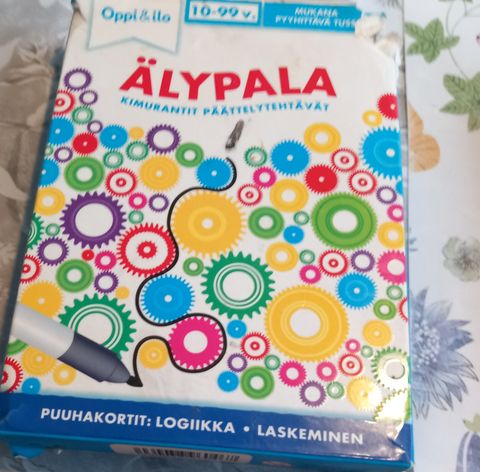 Oppi&ilo
10-99 v.
MUKANA
PYYHITTÄVÄ TUSSI
ÄLYPALA
KIMURANTIT PÄÄTTELYTEHTÄVÄT
PUUHAKORTIT: LOGIIKKA • LASKEMINEN